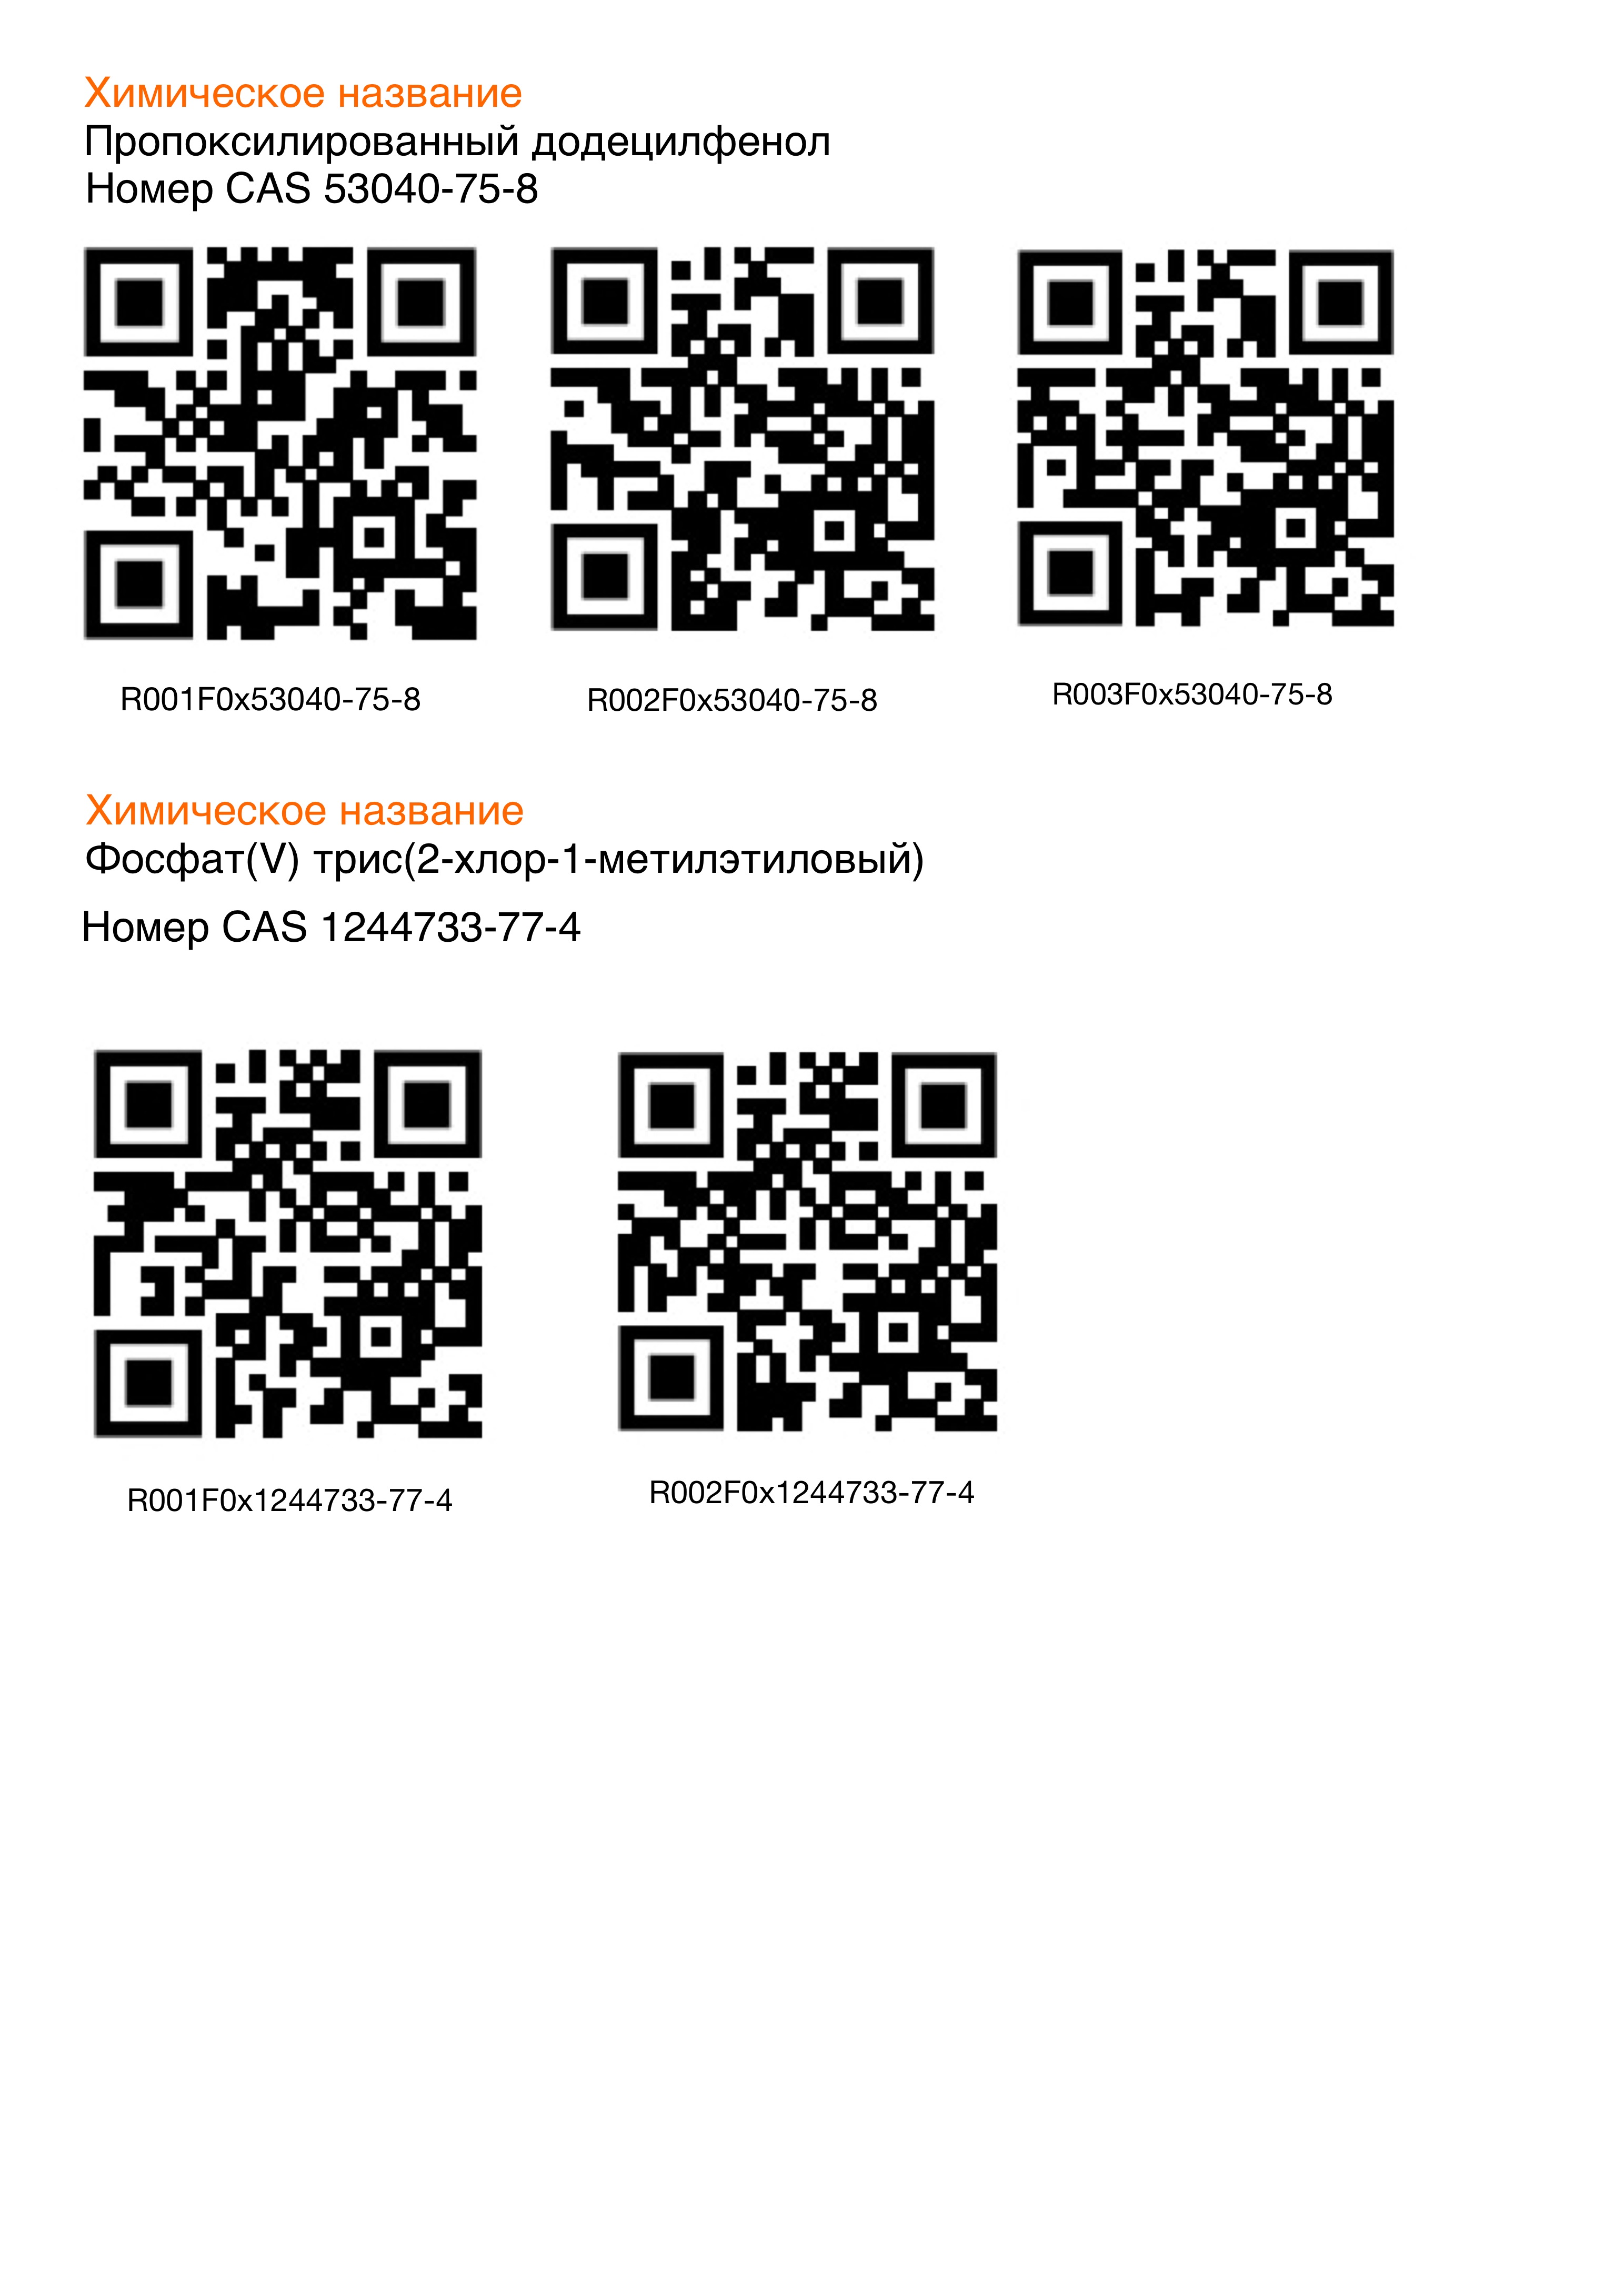 Химическое название
Пропоксилированный додецилфенол
Номер CAS 53040-75-8
R001F0x53040-75-8
R002F0x53040-75-8
R003F0x53040-75-8
Химическое название
Фосфат(V) трис(2-хлор-1-метилэтиловый)
Номер CAS 1244733-77-4
R001F0x1244733-77-4
R002F0x1244733-77-4